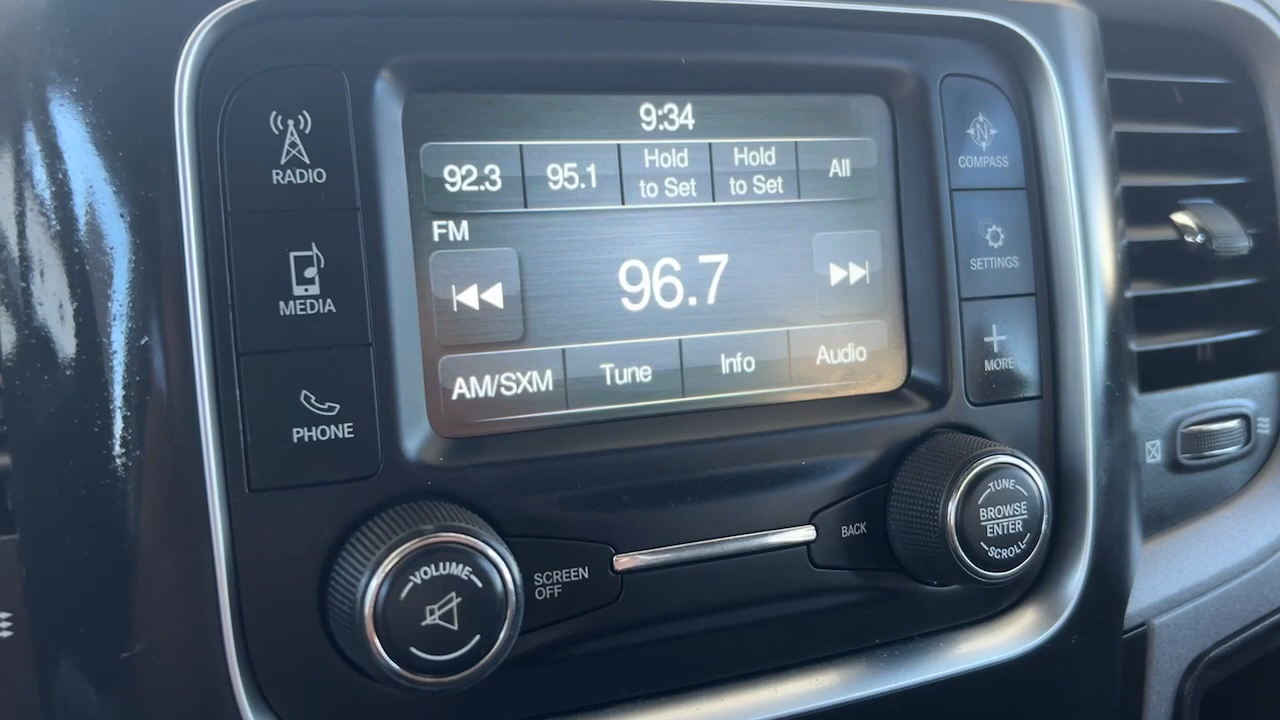 9:34
92.3
95.1
Hold
to Set
Hold
to Set
All
FM
96.7
AM/SXM
Tune
Info
Audio
RADIO
MEDIA
PHONE
N
COMPASS
SETTINGS
MORE
VOLUME
SCREEN
OFF
BACK
TUNE
BROWSE
ENTER
SCROLL